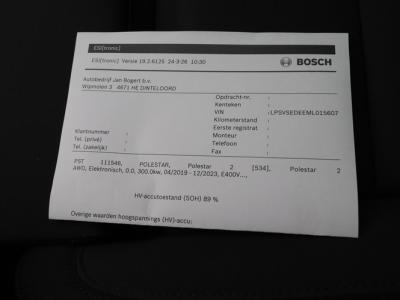 ESI[tronic]
ESI[tronic] Versie 19.2.6125 24-3-26 10:30
BOSCH
Autobedrijf Jan Bogert b.v.
Wipmolen 3 4671 HE DINTELOORD
Opdracht-nr. :
Kenteken :
VIN : LPSVSEDEEML015607
Kilometerstand :
Eerste registrat :
Klantnummer : Monteur :
Tel. (privé) : Telefoon :
Tel. (zakelijk) : Fax :
PST 111546, POLESTAR, Polestar 2 [534], Polestar 2
AWD, Elektronisch, 0.0, 300.0kw, 04/2019 - 12/2023, E400V...,
HV-accutoestand (SOH) 89 %
Overige waarden hoogspannings (HV)-accu: